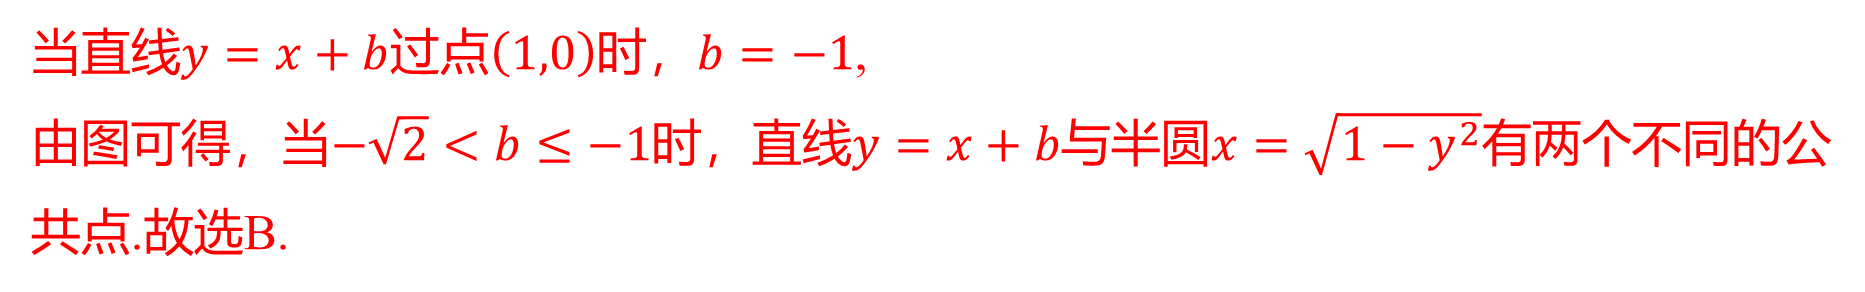 当直线y = x + b过点(1,0)时，b = −1,
由图可得，当−√2 < b ≤ −1时，直线y = x + b与半圆x = √(1 − y²)有两个不同的公
共点.故选B.